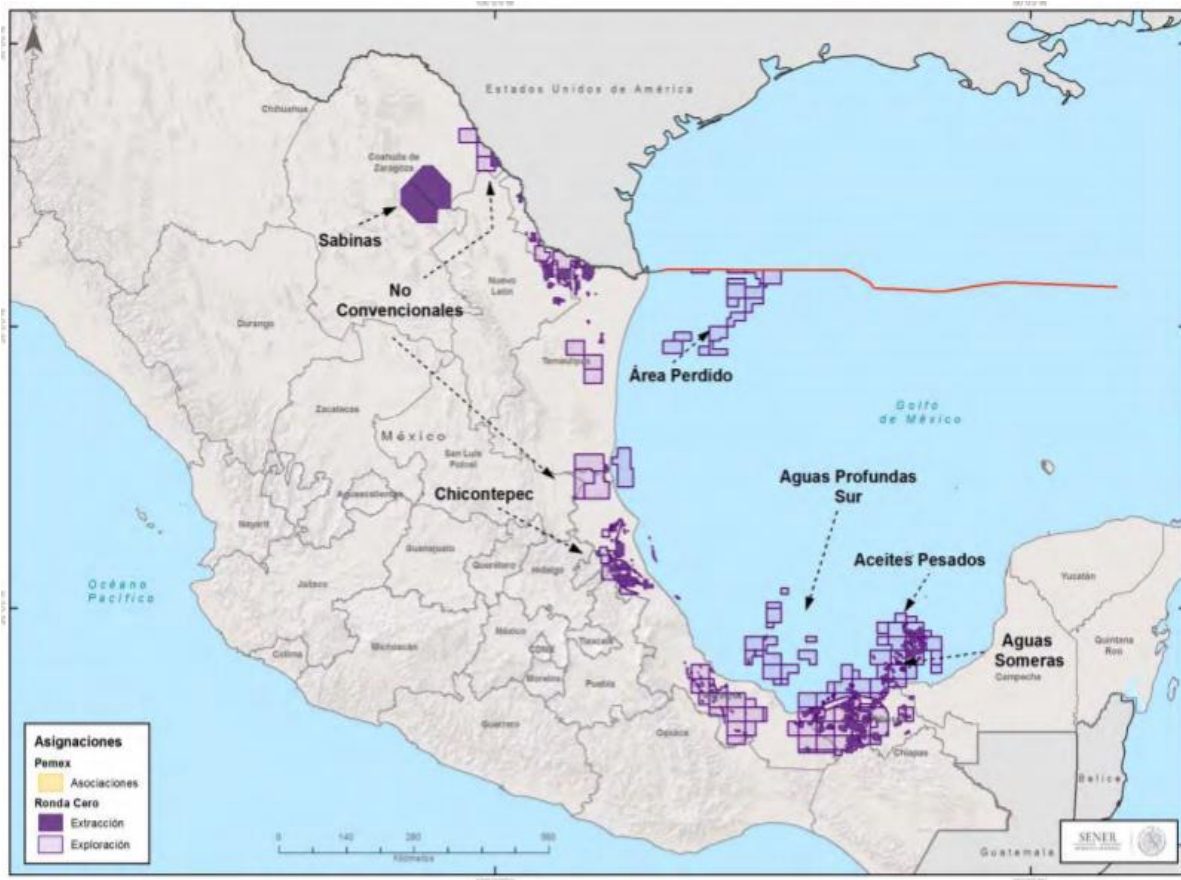 Estados Unidos de América
Chihuahua
Coahuila de
Zaragoza
Sabinas
No
Convencionales
Nuevo
León
Durango
Tamaulipas
Área Perdido
Golfo
de México
Zacatecas
México
San Luis
Potosí
Chicontepec
Aguascalientes
Aguas Profundas
Sur
Nayarit
Guanajuato
Querétaro
Hidalgo
Aceites Pesados
Yucatán
Océano
Pacífico
Jalisco
Quintana
Roo
México
Tlaxcala
Aguas
Someras
Campeche
Colima
Michoacán
CDMX
Morelos
Puebla
Guerrero
Oaxaca
Chiapas
Belice
Guatemala
Asignaciones
Pemex
Asociaciones
Ronda Cero
Extracción
Exploración
0 140 280 560
Kilómetros
SENER